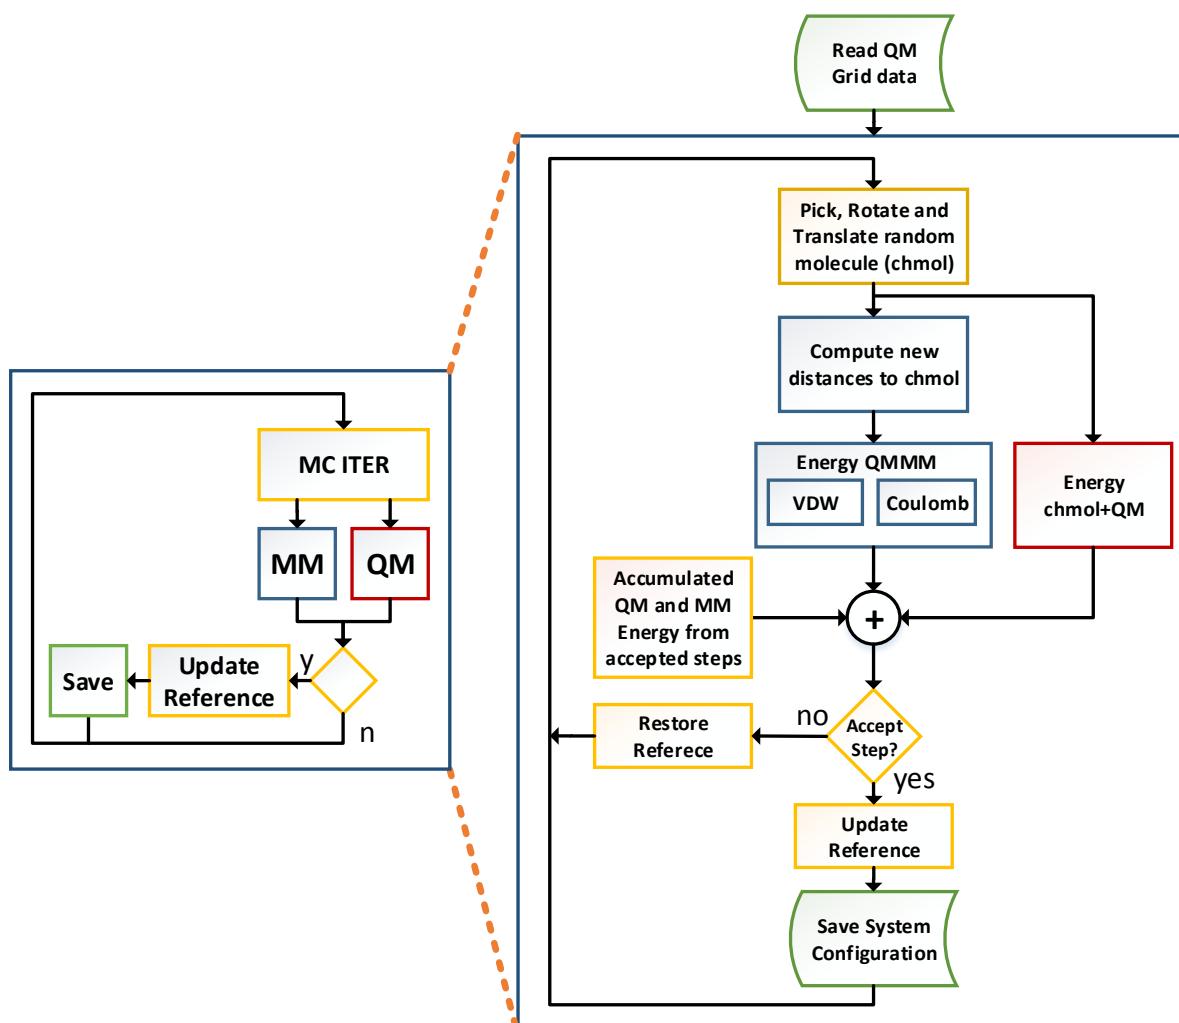 MC ITER
MM
QM
y
Update
Reference
Save
n
Read QM
Grid data
Pick, Rotate and
Translate random
molecule (chmol)
Compute new
distances to chmol
Energy QMMM
VDW
Coulomb
Energy
chmol+QM
Accumulated
QM and MM
Energy from
accepted steps
+
no
Accept
Step?
Restore
Referece
yes
Update
Reference
Save System
Configuration